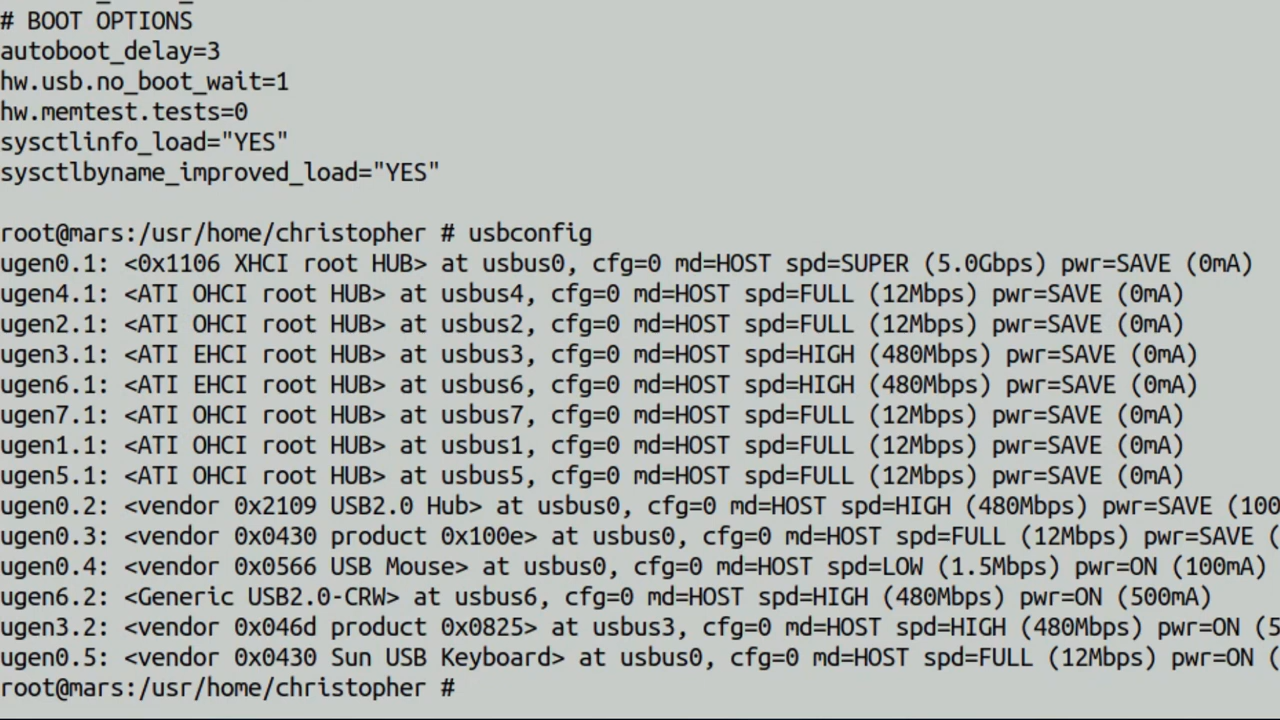 # BOOT OPTIONS
autoboot_delay=3
hw.usb.no_boot_wait=1
hw.memtest.tests=0
sysctlinfo_load="YES"
sysctlbyname_improved_load="YES"
root@mars:/usr/home/christopher # usbconfig
ugen0.1: <0x1106 XHCI root HUB> at usbus0, cfg=0 md=HOST spd=SUPER (5.0Gbps) pwr=SAVE (0mA)
ugen4.1: <ATI OHCI root HUB> at usbus4, cfg=0 md=HOST spd=FULL (12Mbps) pwr=SAVE (0mA)
ugen2.1: <ATI OHCI root HUB> at usbus2, cfg=0 md=HOST spd=FULL (12Mbps) pwr=SAVE (0mA)
ugen3.1: <ATI EHCI root HUB> at usbus3, cfg=0 md=HOST spd=HIGH (480Mbps) pwr=SAVE (0mA)
ugen6.1: <ATI EHCI root HUB> at usbus6, cfg=0 md=HOST spd=HIGH (480Mbps) pwr=SAVE (0mA)
ugen7.1: <ATI OHCI root HUB> at usbus7, cfg=0 md=HOST spd=FULL (12Mbps) pwr=SAVE (0mA)
ugen1.1: <ATI OHCI root HUB> at usbus1, cfg=0 md=HOST spd=FULL (12Mbps) pwr=SAVE (0mA)
ugen5.1: <ATI OHCI root HUB> at usbus5, cfg=0 md=HOST spd=FULL (12Mbps) pwr=SAVE (0mA)
ugen0.2: <vendor 0x2109 USB2.0 Hub> at usbus0, cfg=0 md=HOST spd=HIGH (480Mbps) pwr=SAVE (100
ugen0.3: <vendor 0x0430 product 0x100e> at usbus0, cfg=0 md=HOST spd=FULL (12Mbps) pwr=SAVE (
ugen0.4: <vendor 0x0566 USB Mouse> at usbus0, cfg=0 md=HOST spd=LOW (1.5Mbps) pwr=ON (100mA)
ugen6.2: <Generic USB2.0-CRW> at usbus6, cfg=0 md=HOST spd=HIGH (480Mbps) pwr=ON (500mA)
ugen3.2: <vendor 0x046d product 0x0825> at usbus3, cfg=0 md=HOST spd=HIGH (480Mbps) pwr=ON (5
ugen0.5: <vendor 0x0430 Sun USB Keyboard> at usbus0, cfg=0 md=HOST spd=FULL (12Mbps) pwr=ON (
root@mars:/usr/home/christopher #